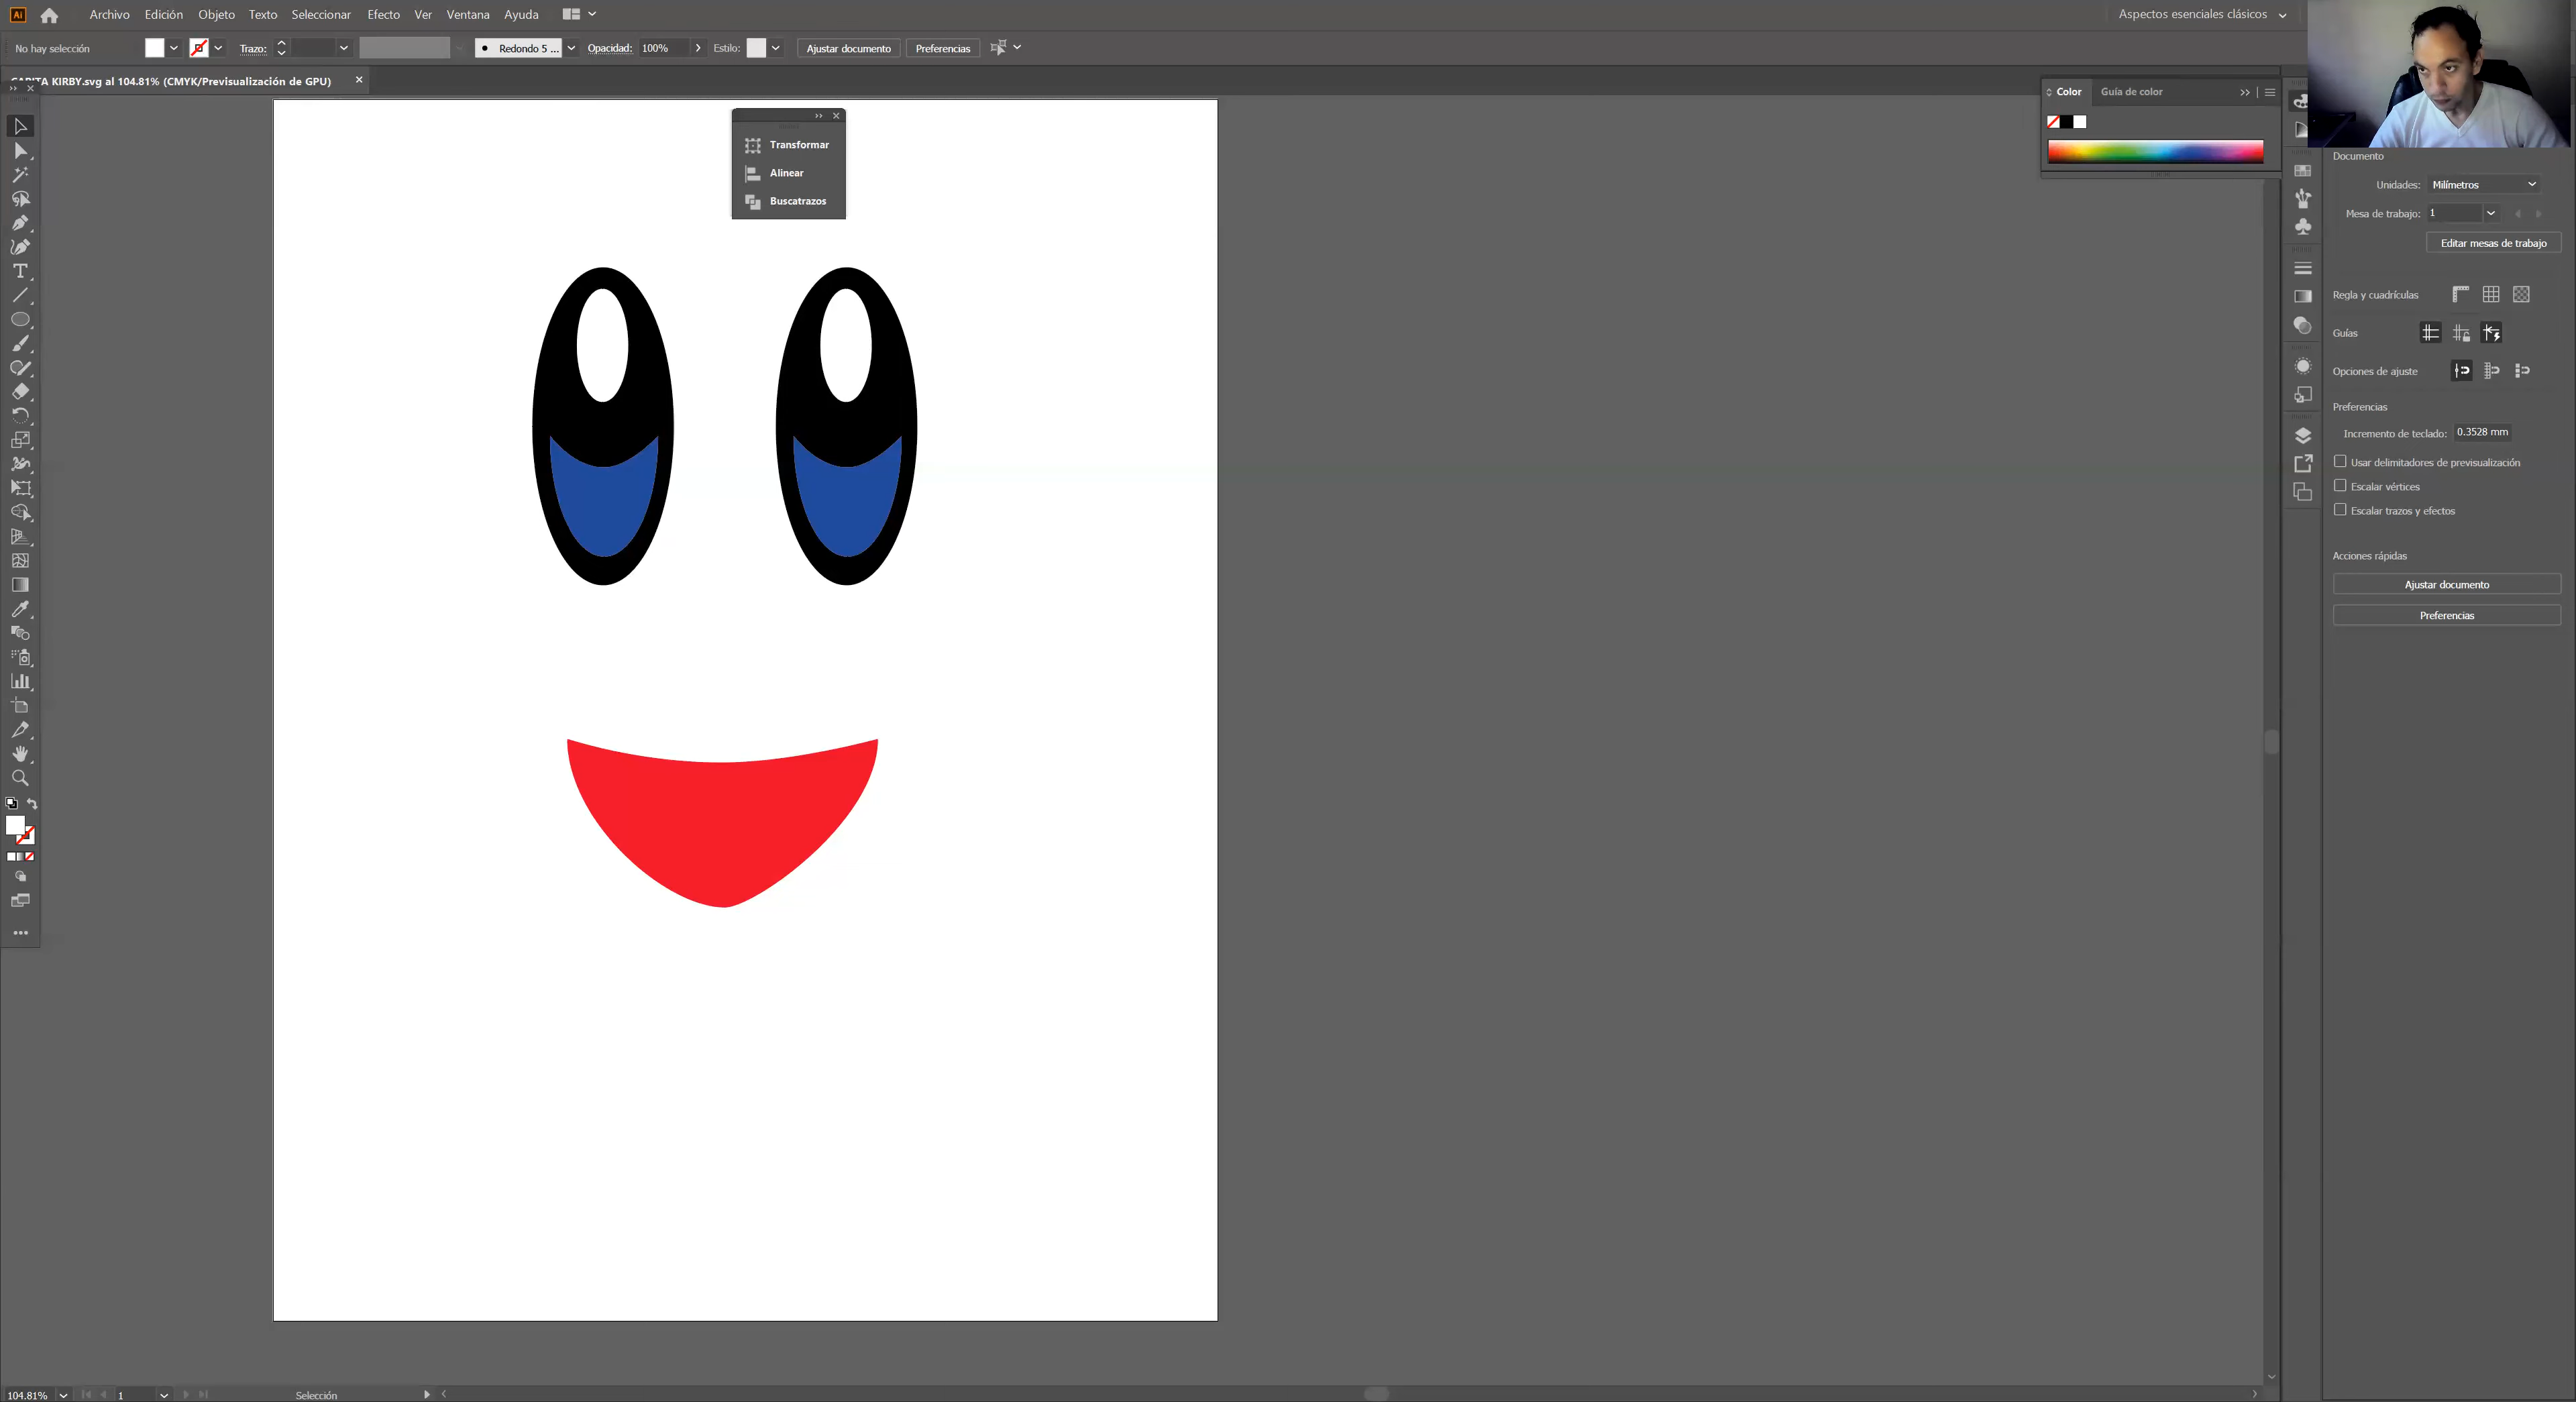 Ai Archivo Edición Objeto Texto Seleccionar Efecto Ver Ventana Ayuda Aspectos esenciales clásicos
No hay selección Trazo: Redondo 5 ... Opacidad: 100% Estilo: Ajustar documento Preferencias
KIRBY.svg al 104.81% (CMYK/Previsualización de GPU)
Color Guía de color
Transformar
Alinear
Buscatrazos
Documento
Unidades: Milímetros
Mesa de trabajo: 1
Editar mesas de trabajo
Regla y cuadrículas
Guías
Opciones de ajuste
Preferencias
Incremento de teclado: 0.3528 mm
Usar delimitadores de previsualización
Escalar vértices
Escalar trazos y efectos
Acciones rápidas
Ajustar documento
Preferencias
104.81% 1 Selección